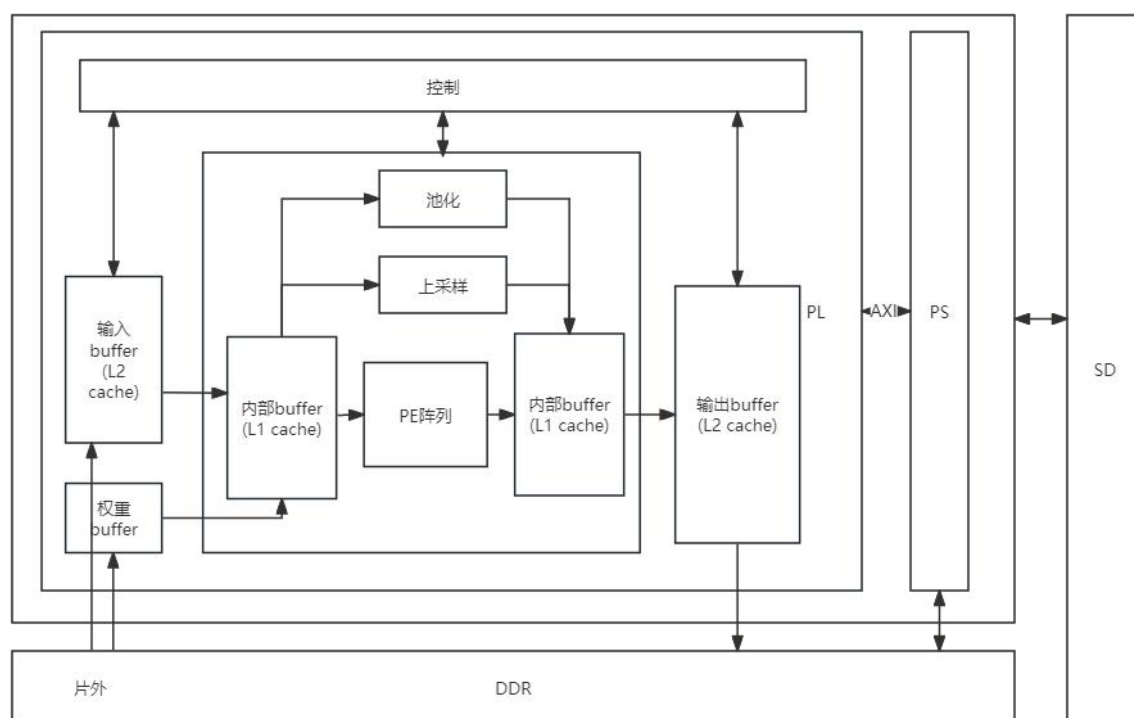 控制
池化
上采样
输入
buffer
(L2
cache)
内部buffer
(L1 cache)
PE阵列
内部buffer
(L1 cache)
输出buffer
(L2 cache)
PL
AXI
PS
SD
权重
buffer
片外
DDR